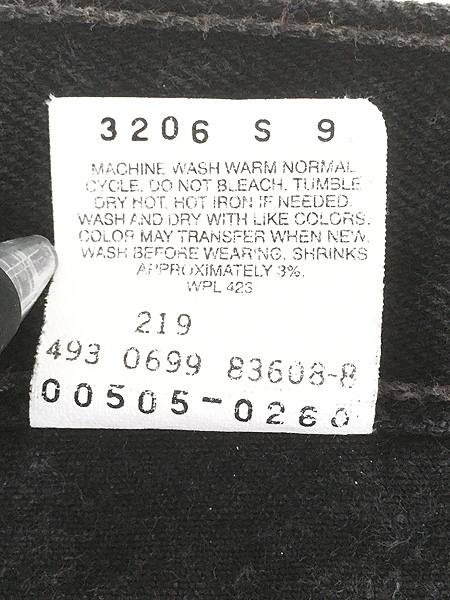 3206 S 9
MACHINE WASH WARM NORMAL
CYCLE. DO NOT BLEACH. TUMBLE
DRY HOT. HOT IRON IF NEEDED.
WASH AND DRY WITH LIKE COLORS.
COLOR MAY TRANSFER WHEN NEW.
WASH BEFORE WEARING. SHRINKS
APPROXIMATELY 3%.
WPL 423
219
493 0699 83608-8
00505-0260